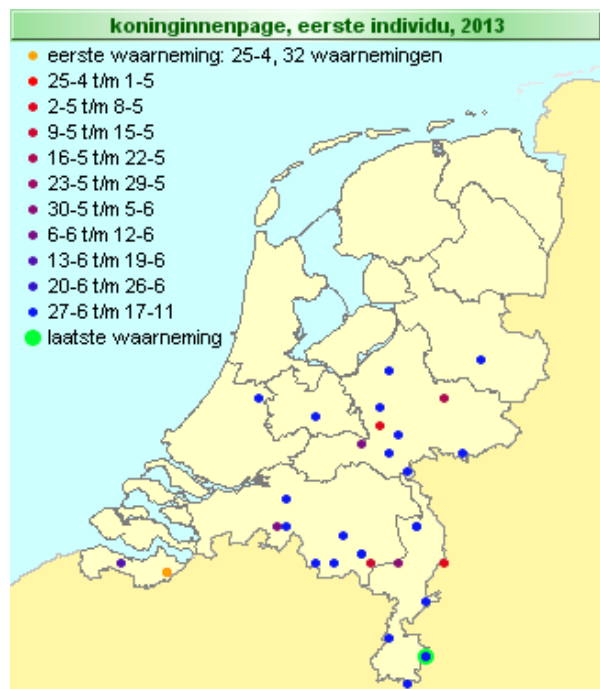 koninginnenpage, eerste individu, 2013
eerste waarneming: 25-4, 32 waarnemingen
25-4 t/m 1-5
2-5 t/m 8-5
9-5 t/m 15-5
16-5 t/m 22-5
23-5 t/m 29-5
30-5 t/m 5-6
6-6 t/m 12-6
13-6 t/m 19-6
20-6 t/m 26-6
27-6 t/m 17-11
laatste waarneming